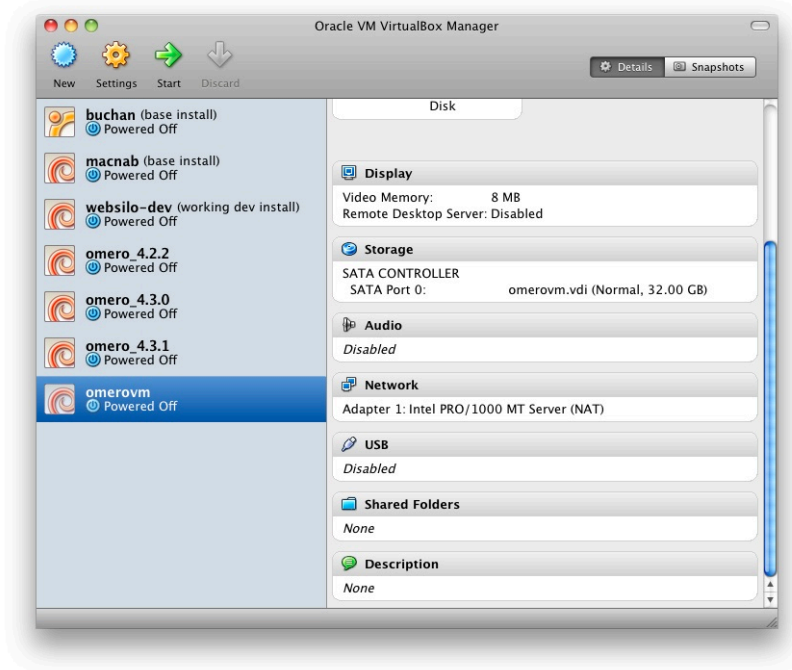 Oracle VM VirtualBox Manager
New Settings Start Discard
Details Snapshots
buchan (base install)
Powered Off
macnab (base install)
Powered Off
websilo-dev (working dev install)
Powered Off
omero_4.2.2
Powered Off
omero_4.3.0
Powered Off
omero_4.3.1
Powered Off
omerovm
Powered Off
Disk
Display
Video Memory: 8 MB
Remote Desktop Server: Disabled
Storage
SATA CONTROLLER
SATA Port 0: omerovm.vdi (Normal, 32.00 GB)
Audio
Disabled
Network
Adapter 1: Intel PRO/1000 MT Server (NAT)
USB
Disabled
Shared Folders
None
Description
None